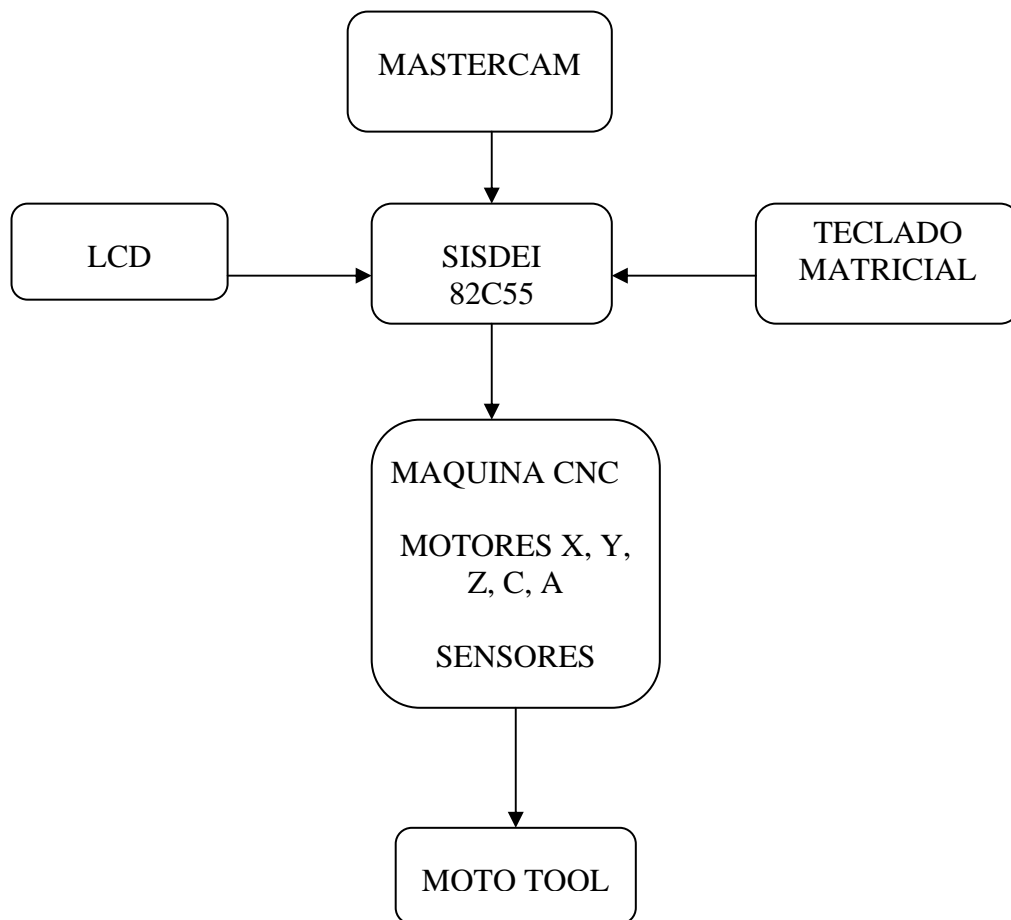 MASTERCAM
LCD
SISDEI
82C55
TECLADO
MATRICIAL
MAQUINA CNC
MOTORES X, Y,
Z, C, A
SENSORES
MOTO TOOL